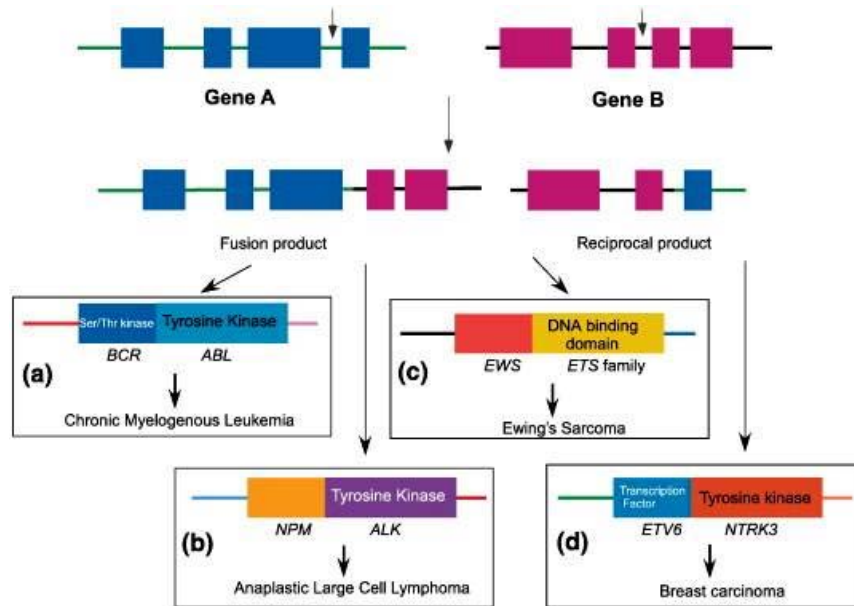 Gene A
Gene B
Fusion product
Reciprocal product
Ser/Thr kinase
Tyrosine Kinase
BCR
ABL
(a)
Chronic Myelogenous Leukemia
DNA binding
domain
EWS
ETS family
(c)
Ewing's Sarcoma
Tyrosine Kinase
NPM
ALK
(b)
Anaplastic Large Cell Lymphoma
Transcription
Factor
Tyrosine kinase
ETV6
NTRK3
(d)
Breast carcinoma